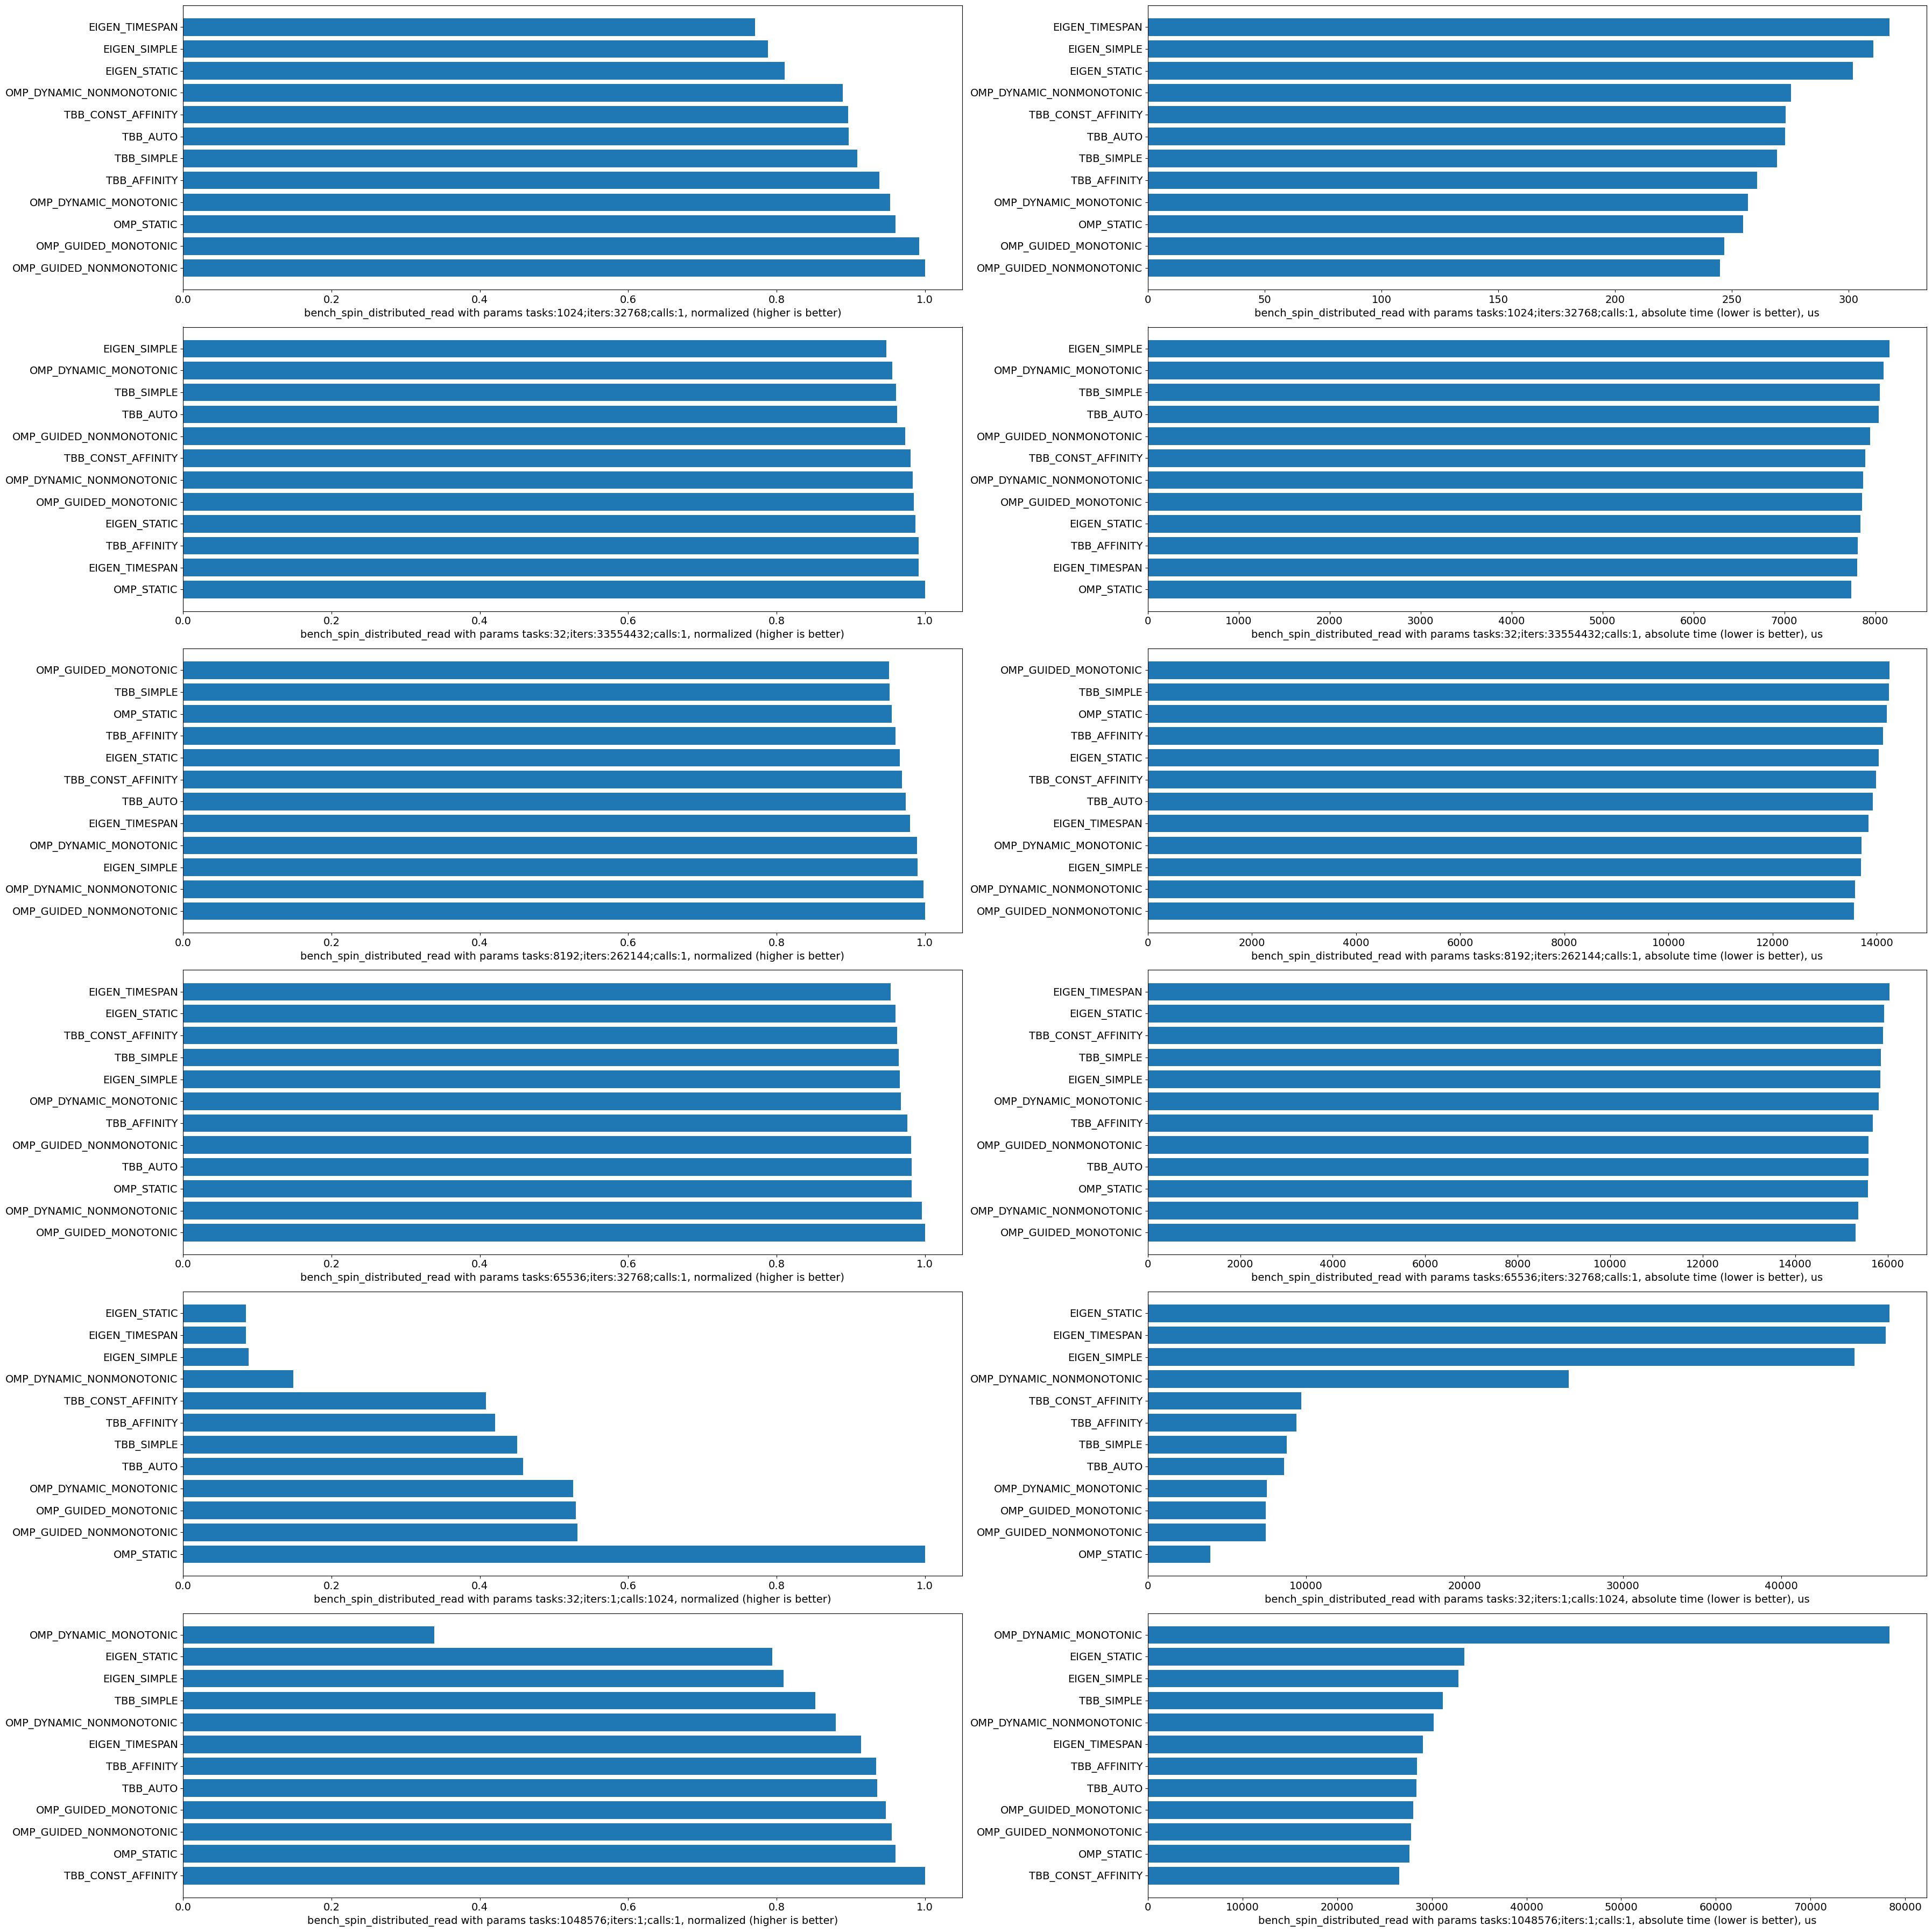 EIGEN_TIMESPAN
EIGEN_SIMPLE
EIGEN_STATIC
OMP_DYNAMIC_NONMONOTONIC
TBB_CONST_AFFINITY
TBB_AUTO
TBB_SIMPLE
TBB_AFFINITY
OMP_DYNAMIC_MONOTONIC
OMP_STATIC
OMP_GUIDED_MONOTONIC
OMP_GUIDED_NONMONOTONIC
0.0 0.2 0.4 0.6 0.8 1.0
bench_spin_distributed_read with params tasks:1024;iters:32768;calls:1, normalized (higher is better)
EIGEN_TIMESPAN
EIGEN_SIMPLE
EIGEN_STATIC
OMP_DYNAMIC_NONMONOTONIC
TBB_CONST_AFFINITY
TBB_AUTO
TBB_SIMPLE
TBB_AFFINITY
OMP_DYNAMIC_MONOTONIC
OMP_STATIC
OMP_GUIDED_MONOTONIC
OMP_GUIDED_NONMONOTONIC
0 50 100 150 200 250 300
bench_spin_distributed_read with params tasks:1024;iters:32768;calls:1, absolute time (lower is better), us
EIGEN_SIMPLE
OMP_DYNAMIC_MONOTONIC
TBB_SIMPLE
TBB_AUTO
OMP_GUIDED_NONMONOTONIC
TBB_CONST_AFFINITY
OMP_DYNAMIC_NONMONOTONIC
OMP_GUIDED_MONOTONIC
EIGEN_STATIC
TBB_AFFINITY
EIGEN_TIMESPAN
OMP_STATIC
0.0 0.2 0.4 0.6 0.8 1.0
bench_spin_distributed_read with params tasks:32;iters:33554432;calls:1, normalized (higher is better)
EIGEN_SIMPLE
OMP_DYNAMIC_MONOTONIC
TBB_SIMPLE
TBB_AUTO
OMP_GUIDED_NONMONOTONIC
TBB_CONST_AFFINITY
OMP_DYNAMIC_NONMONOTONIC
OMP_GUIDED_MONOTONIC
EIGEN_STATIC
TBB_AFFINITY
EIGEN_TIMESPAN
OMP_STATIC
0 1000 2000 3000 4000 5000 6000 7000 8000
bench_spin_distributed_read with params tasks:32;iters:33554432;calls:1, absolute time (lower is better), us
OMP_GUIDED_MONOTONIC
TBB_SIMPLE
OMP_STATIC
TBB_AFFINITY
EIGEN_STATIC
TBB_CONST_AFFINITY
TBB_AUTO
EIGEN_TIMESPAN
OMP_DYNAMIC_MONOTONIC
EIGEN_SIMPLE
OMP_DYNAMIC_NONMONOTONIC
OMP_GUIDED_NONMONOTONIC
0.0 0.2 0.4 0.6 0.8 1.0
bench_spin_distributed_read with params tasks:8192;iters:262144;calls:1, normalized (higher is better)
OMP_GUIDED_MONOTONIC
TBB_SIMPLE
OMP_STATIC
TBB_AFFINITY
EIGEN_STATIC
TBB_CONST_AFFINITY
TBB_AUTO
EIGEN_TIMESPAN
OMP_DYNAMIC_MONOTONIC
EIGEN_SIMPLE
OMP_DYNAMIC_NONMONOTONIC
OMP_GUIDED_NONMONOTONIC
0 2000 4000 6000 8000 10000 12000 14000
bench_spin_distributed_read with params tasks:8192;iters:262144;calls:1, absolute time (lower is better), us
EIGEN_TIMESPAN
EIGEN_STATIC
TBB_CONST_AFFINITY
TBB_SIMPLE
EIGEN_SIMPLE
OMP_DYNAMIC_MONOTONIC
TBB_AFFINITY
OMP_GUIDED_NONMONOTONIC
TBB_AUTO
OMP_STATIC
OMP_DYNAMIC_NONMONOTONIC
OMP_GUIDED_MONOTONIC
0.0 0.2 0.4 0.6 0.8 1.0
bench_spin_distributed_read with params tasks:65536;iters:32768;calls:1, normalized (higher is better)
EIGEN_TIMESPAN
EIGEN_STATIC
TBB_CONST_AFFINITY
TBB_SIMPLE
EIGEN_SIMPLE
OMP_DYNAMIC_MONOTONIC
TBB_AFFINITY
OMP_GUIDED_NONMONOTONIC
TBB_AUTO
OMP_STATIC
OMP_DYNAMIC_NONMONOTONIC
OMP_GUIDED_MONOTONIC
0 2000 4000 6000 8000 10000 12000 14000 16000
bench_spin_distributed_read with params tasks:65536;iters:32768;calls:1, absolute time (lower is better), us
EIGEN_STATIC
EIGEN_TIMESPAN
EIGEN_SIMPLE
OMP_DYNAMIC_NONMONOTONIC
TBB_CONST_AFFINITY
TBB_AFFINITY
TBB_SIMPLE
TBB_AUTO
OMP_DYNAMIC_MONOTONIC
OMP_GUIDED_MONOTONIC
OMP_GUIDED_NONMONOTONIC
OMP_STATIC
0.0 0.2 0.4 0.6 0.8 1.0
bench_spin_distributed_read with params tasks:32;iters:1;calls:1024, normalized (higher is better)
EIGEN_STATIC
EIGEN_TIMESPAN
EIGEN_SIMPLE
OMP_DYNAMIC_NONMONOTONIC
TBB_CONST_AFFINITY
TBB_AFFINITY
TBB_SIMPLE
TBB_AUTO
OMP_DYNAMIC_MONOTONIC
OMP_GUIDED_MONOTONIC
OMP_GUIDED_NONMONOTONIC
OMP_STATIC
0 10000 20000 30000 40000
bench_spin_distributed_read with params tasks:32;iters:1;calls:1024, absolute time (lower is better), us
OMP_DYNAMIC_MONOTONIC
EIGEN_STATIC
EIGEN_SIMPLE
TBB_SIMPLE
OMP_DYNAMIC_NONMONOTONIC
EIGEN_TIMESPAN
TBB_AFFINITY
TBB_AUTO
OMP_GUIDED_MONOTONIC
OMP_GUIDED_NONMONOTONIC
OMP_STATIC
TBB_CONST_AFFINITY
0.0 0.2 0.4 0.6 0.8 1.0
bench_spin_distributed_read with params tasks:1048576;iters:1;calls:1, normalized (higher is better)
OMP_DYNAMIC_MONOTONIC
EIGEN_STATIC
EIGEN_SIMPLE
TBB_SIMPLE
OMP_DYNAMIC_NONMONOTONIC
EIGEN_TIMESPAN
TBB_AFFINITY
TBB_AUTO
OMP_GUIDED_MONOTONIC
OMP_GUIDED_NONMONOTONIC
OMP_STATIC
TBB_CONST_AFFINITY
0 10000 20000 30000 40000 50000 60000 70000 80000
bench_spin_distributed_read with params tasks:1048576;iters:1;calls:1, absolute time (lower is better), us